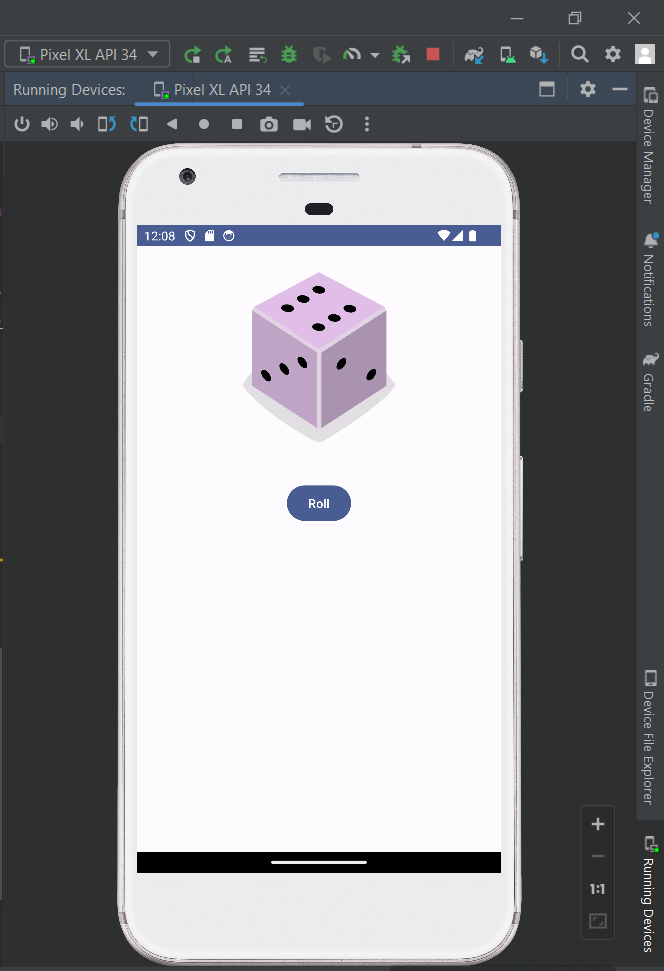 Pixel XL API 34
Running Devices:
Pixel XL API 34
12:08
Roll
1:1
Device Manager
Notifications
Gradle
Device File Explorer
Running Devices